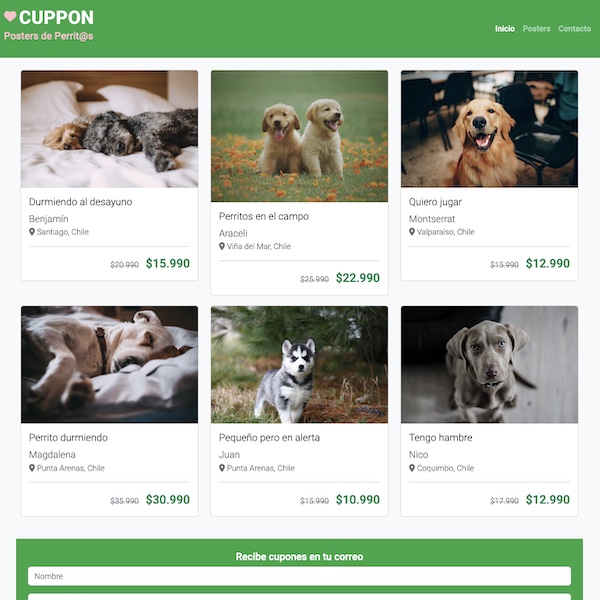 CUPPON
Posters de Perrit@s
Inicio Posters Contacto
Durmiendo al desayuno
Benjamín
Santiago, Chile
$20.990 $15.990
Perritos en el campo
Araceli
Viña del Mar, Chile
$25.990 $22.990
Quiero jugar
Montserrat
Valparaíso, Chile
$15.990 $12.990
Perrito durmiendo
Magdalena
Punta Arenas, Chile
$35.990 $30.990
Pequeño pero en alerta
Juan
Punta Arenas, Chile
$15.990 $10.990
Tengo hambre
Nico
Coquimbo, Chile
$17.990 $12.990
Recibe cupones en tu correo
Nombre